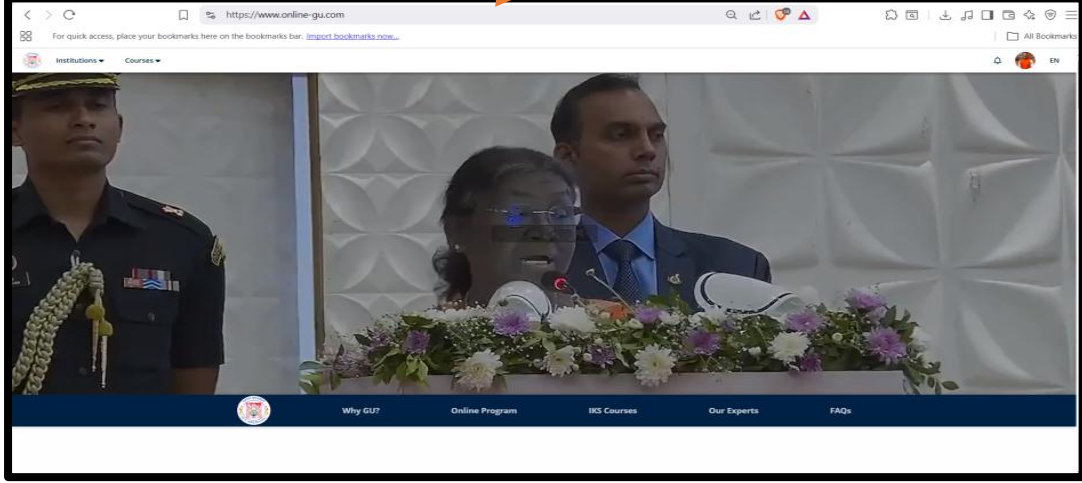 https://www.online-gu.com
For quick access, place your bookmarks here on the bookmarks bar. Import bookmarks now...
All Bookmarks
Institutions Courses
EN
Why GU? Online Program IKS Courses Our Experts FAQs